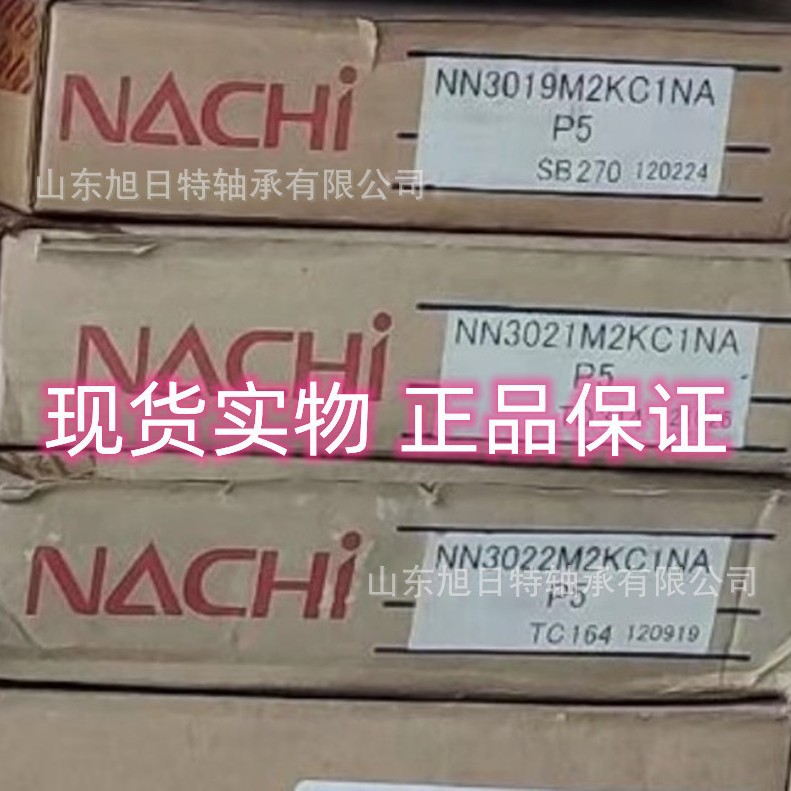 NACHi
NN3019M2KC1NA
P5
SB270 120224
山东旭日特轴承有限公司
NACHi
NN3021M2KC1NA
P5
现货实物 正品保证
NACHi
NN3022M2KC1NA
山东旭日特轴承有限公司
P5
TC164 120919